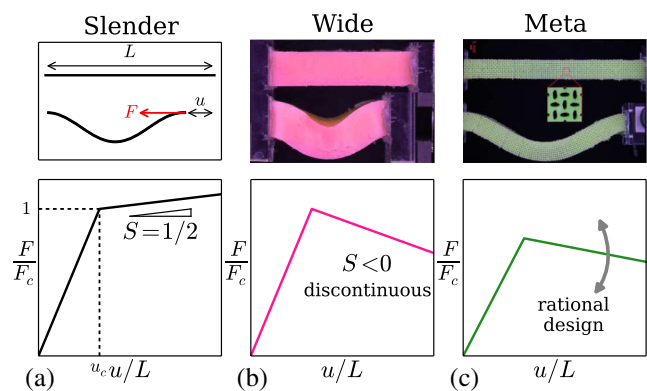 Slender
Wide
Meta
L
F
u
1
F/F_c
S=1/2
u_c
u/L
(a)
F/F_c
S<0
discontinuous
u/L
(b)
F/F_c
rational
design
u/L
(c)